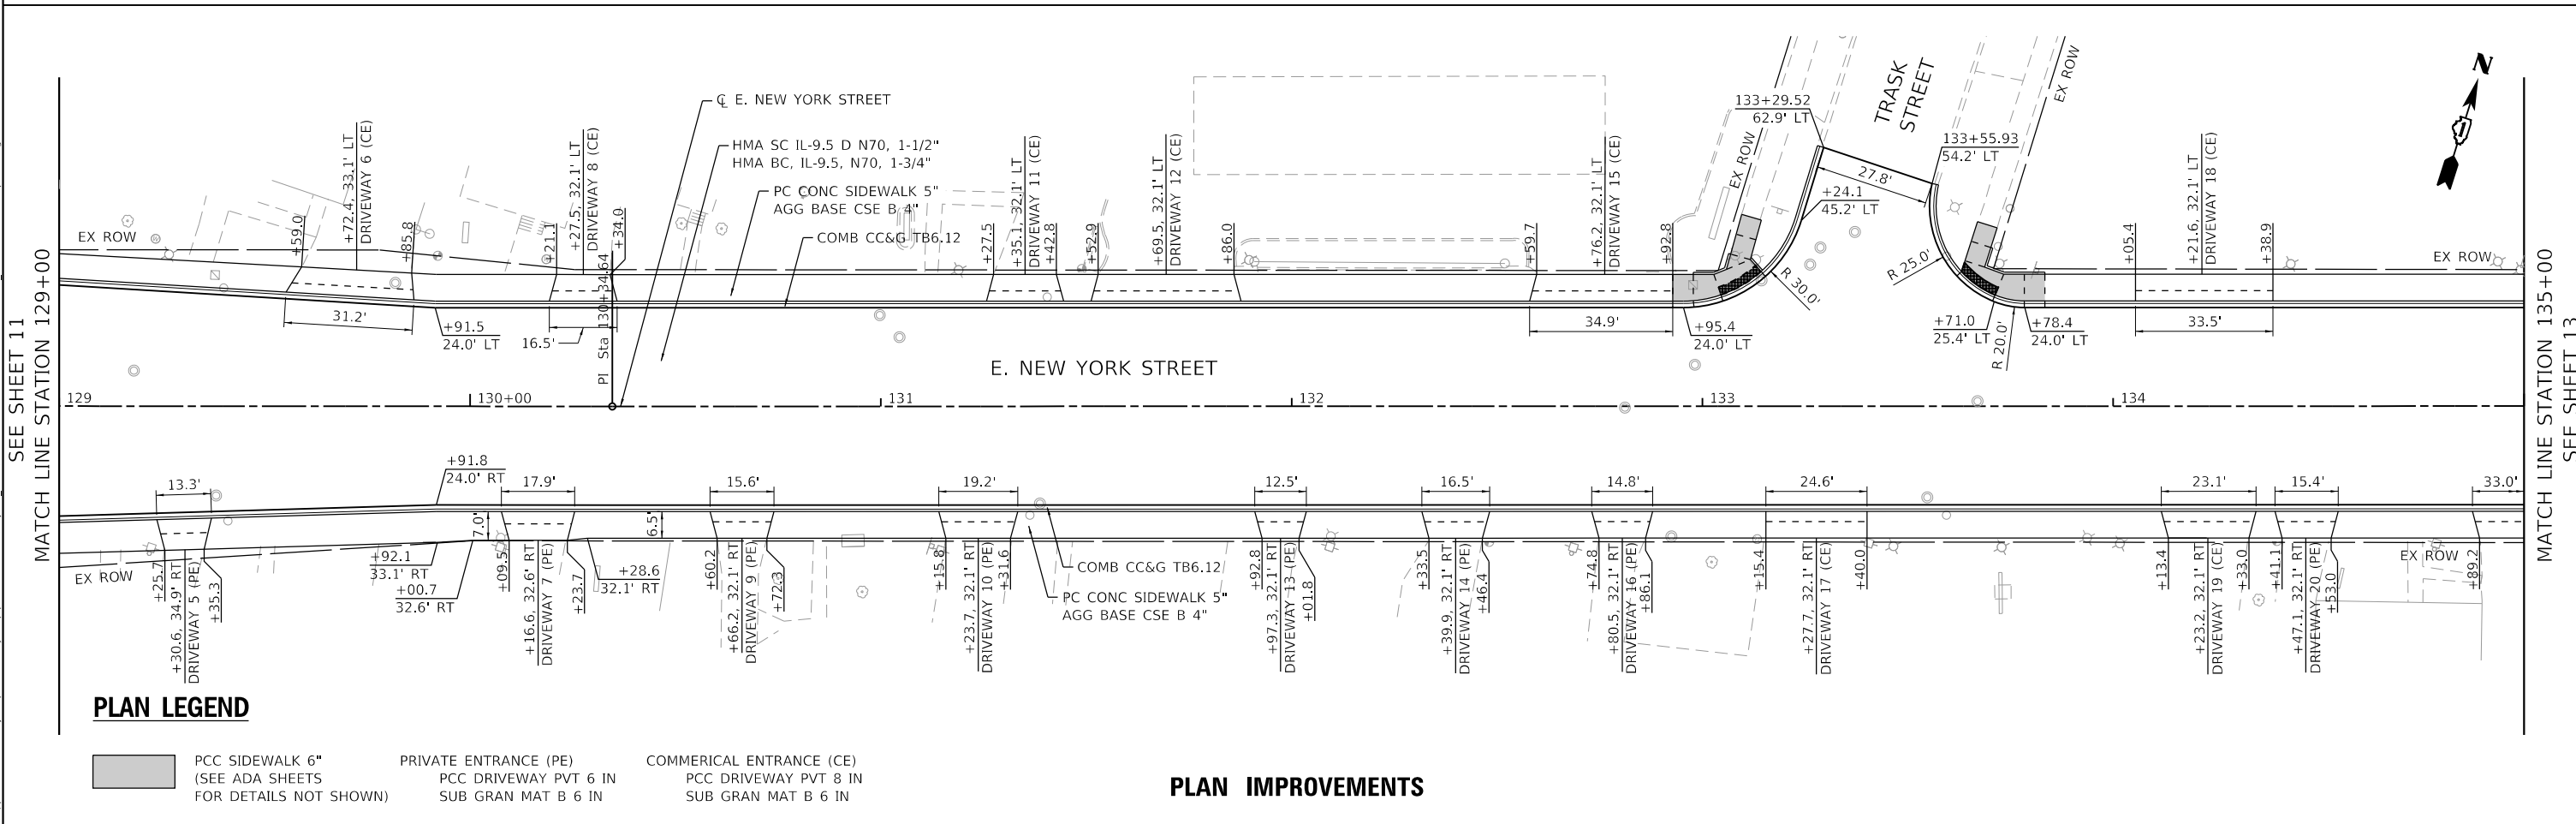 SEE SHEET 11
MATCH LINE STATION 129+00
EX ROW
+59.0
+72.4, 33.1' LT
DRIVEWAY 6 (CE)
+85.8
31.2'
+91.5
24.0' LT
+21.1
+27.5, 32.1' LT
DRIVEWAY 8 (CE)
+34.0
16.5'
PI Sta 130+34.64
℄ E. NEW YORK STREET
HMA SC IL-9.5 D N70, 1-1/2"
HMA BC, IL-9.5, N70, 1-3/4"
PC CONC SIDEWALK 5"
AGG BASE CSE B 4"
COMB CC&G TB6.12
+27.5
+35.1, 32.1' LT
DRIVEWAY 11 (CE)
+42.8
+52.9
+69.5, 32.1' LT
DRIVEWAY 12 (CE)
+86.0
+59.7
+76.2, 32.1' LT
DRIVEWAY 15 (CE)
+92.8
34.9'
EX ROW
133+29.52
62.9' LT
TRASK
STREET
27.8'
+24.1
45.2' LT
R 30.0'
+95.4
24.0' LT
133+55.93
54.2' LT
EX ROW
R 25.0'
+71.0
25.4' LT
R 20.0'
+78.4
24.0' LT
+05.4
+21.6, 32.1' LT
DRIVEWAY 18 (CE)
+38.9
33.5'
EX ROW
N
E. NEW YORK STREET
129
130+00
131
132
133
134
MATCH LINE STATION 135+00
SEE SHEET 13
13.3'
+25.7
+30.6, 34.9' RT
DRIVEWAY 5 (PE)
+35.3
EX ROW
+91.8
24.0' RT
+92.1
33.1' RT
+00.7
32.6' RT
7.0'
17.9'
+09.5
+16.6, 32.6' RT
DRIVEWAY 7 (PE)
+23.7
+28.6
32.1' RT
6.5'
15.6'
+60.2
+66.2, 32.1' RT
DRIVEWAY 9 (PE)
+72.3
19.2'
+15.8
+23.7, 32.1' RT
DRIVEWAY 10 (PE)
+31.6
COMB CC&G TB6.12
PC CONC SIDEWALK 5"
AGG BASE CSE B 4"
12.5'
+92.8
+97.3, 32.1' RT
DRIVEWAY 13 (PE)
+01.8
16.5'
+33.5
+39.9, 32.1' RT
DRIVEWAY 14 (PE)
+46.4
14.8'
+74.8
+80.5, 32.1' RT
DRIVEWAY 16 (PE)
+86.1
24.6'
+15.4
+27.7, 32.1' RT
DRIVEWAY 17 (CE)
+40.0
23.1'
+13.4
+23.2, 32.1' RT
DRIVEWAY 19 (CE)
+33.0
15.4'
+41.1
+47.1, 32.1' RT
DRIVEWAY 20 (PE)
+53.0
EX ROW
33.0'
+89.2
PLAN LEGEND
PCC SIDEWALK 6"
(SEE ADA SHEETS
FOR DETAILS NOT SHOWN)
PRIVATE ENTRANCE (PE)
PCC DRIVEWAY PVT 6 IN
SUB GRAN MAT B 6 IN
COMMERICAL ENTRANCE (CE)
PCC DRIVEWAY PVT 8 IN
SUB GRAN MAT B 6 IN
PLAN IMPROVEMENTS